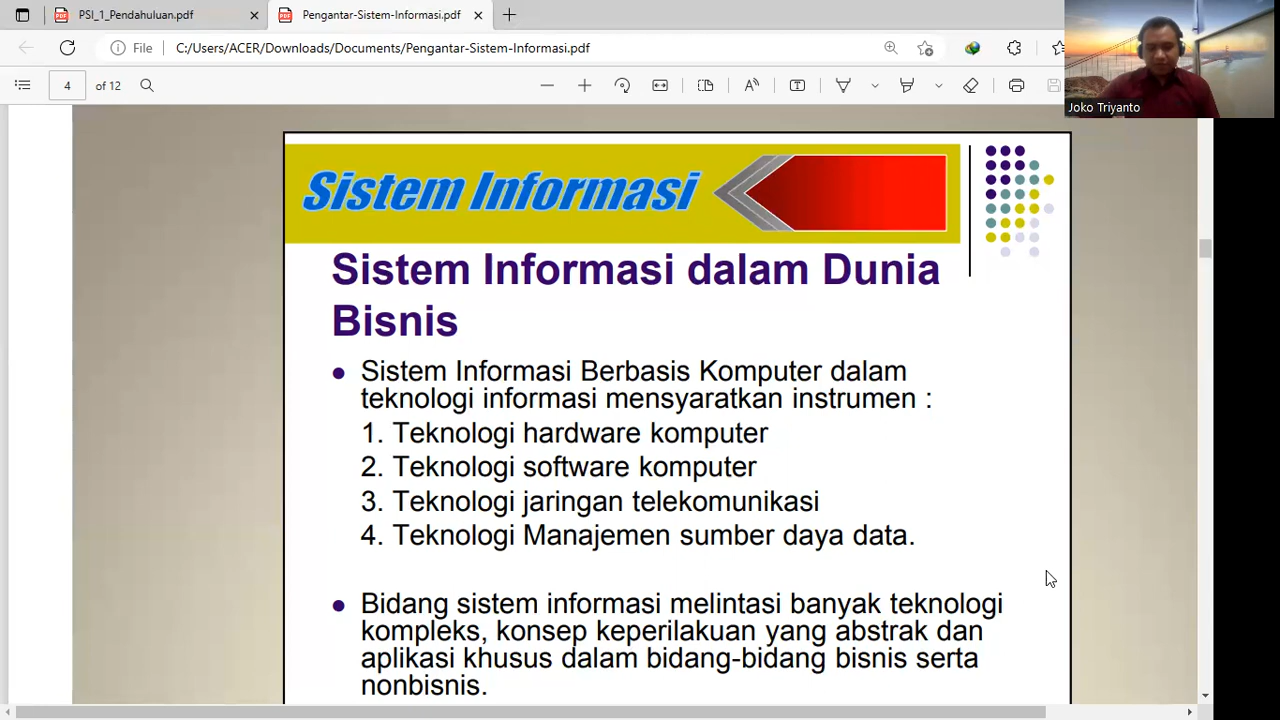 PSI_1_Pendahuluan.pdf
Pengantar-Sistem-Informasi.pdf
File
C:/Users/ACER/Downloads/Documents/Pengantar-Sistem-Informasi.pdf
4 of 12
Joko Triyanto
Sistem Informasi
Sistem Informasi dalam Dunia
Bisnis
Sistem Informasi Berbasis Komputer dalam
teknologi informasi mensyaratkan instrumen :
1. Teknologi hardware komputer
2. Teknologi software komputer
3. Teknologi jaringan telekomunikasi
4. Teknologi Manajemen sumber daya data.
Bidang sistem informasi melintasi banyak teknologi
kompleks, konsep keperilakuan yang abstrak dan
aplikasi khusus dalam bidang-bidang bisnis serta
nonbisnis.